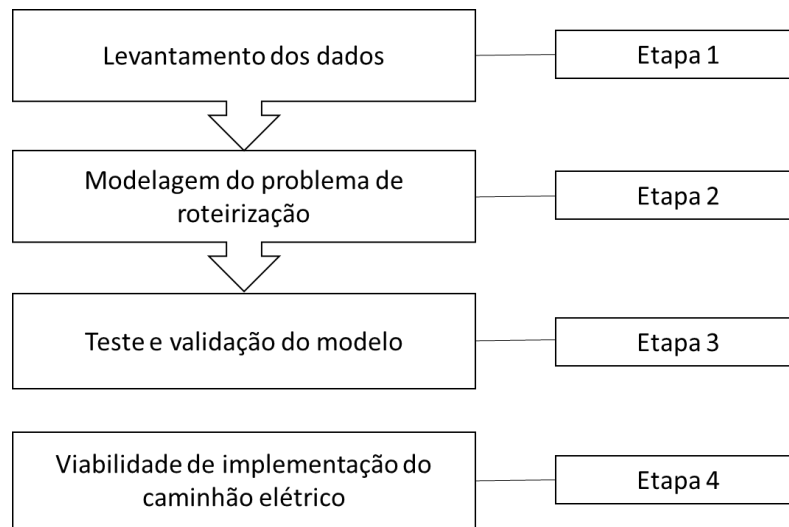 Levantamento dos dados
Etapa 1
Modelagem do problema de
roteirização
Etapa 2
Teste e validação do modelo
Etapa 3
Viabilidade de implementação do
caminhão elétrico
Etapa 4